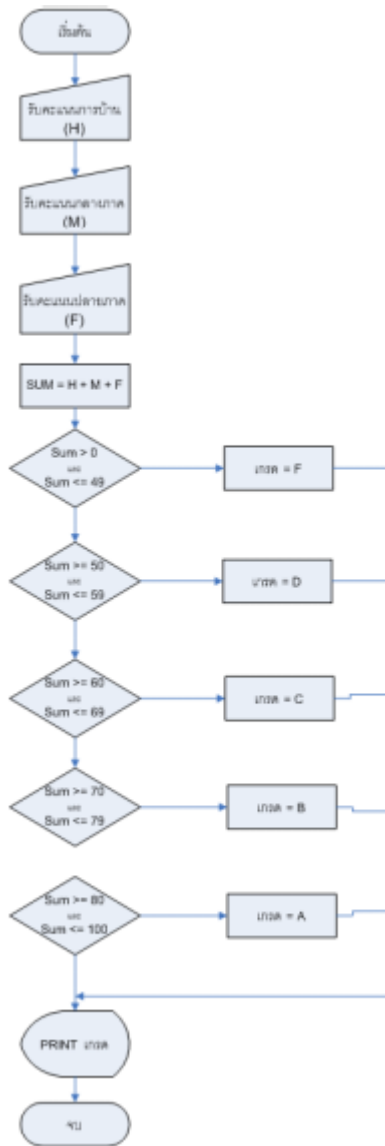 เริ่มต้น
รับคะแนนการบ้าน
(H)
รับคะแนนกลางภาค
(M)
รับคะแนนปลายภาค
(F)
SUM = H + M + F
Sum > 0
และ
Sum <= 49
เกรด = F
Sum >= 50
และ
Sum <= 59
เกรด = D
Sum >= 60
และ
Sum <= 69
เกรด = C
Sum >= 70
และ
Sum <= 79
เกรด = B
Sum >= 80
และ
Sum <= 100
เกรด = A
PRINT เกรด
จบ